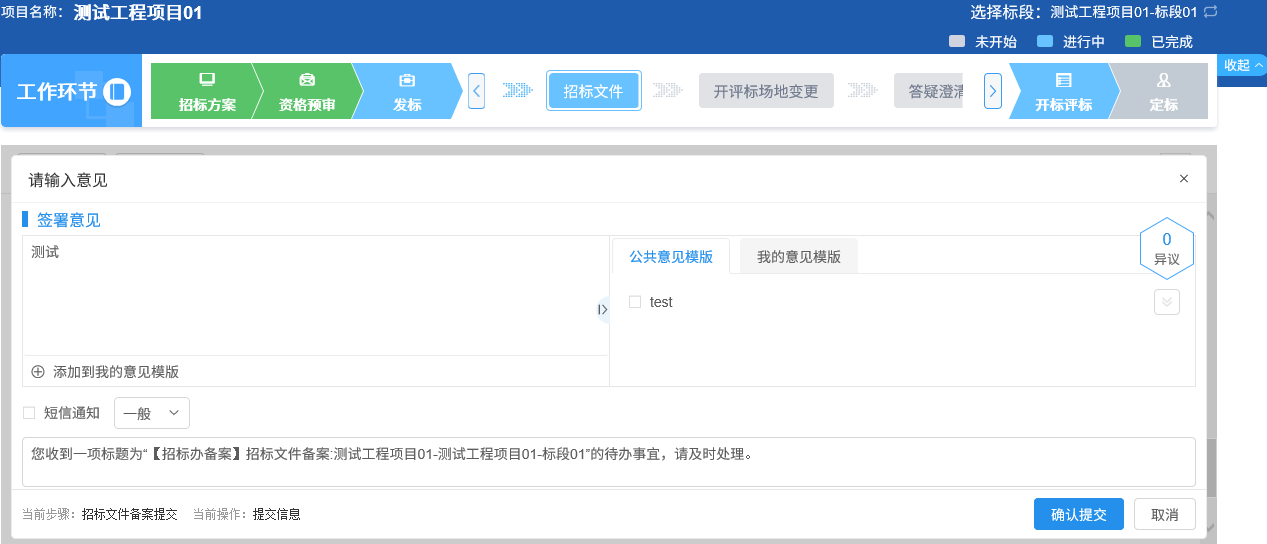 项目名称： 测试工程项目01
选择标段：测试工程项目01-标段01
未开始 进行中 已完成
工作环节
招标方案
资格预审
发标
招标文件
开评标场地变更
答疑澄清
开标评标
定标
收起
请输入意见
签署意见
测试
添加到我的意见模版
公共意见模版 我的意见模版
test
0
异议
短信通知 一般
您收到一项标题为“【招标办备案】招标文件备案:测试工程项目01-测试工程项目01-标段01”的待办事宜，请及时处理。
当前步骤：招标文件备案提交 当前操作：提交信息
确认提交 取消